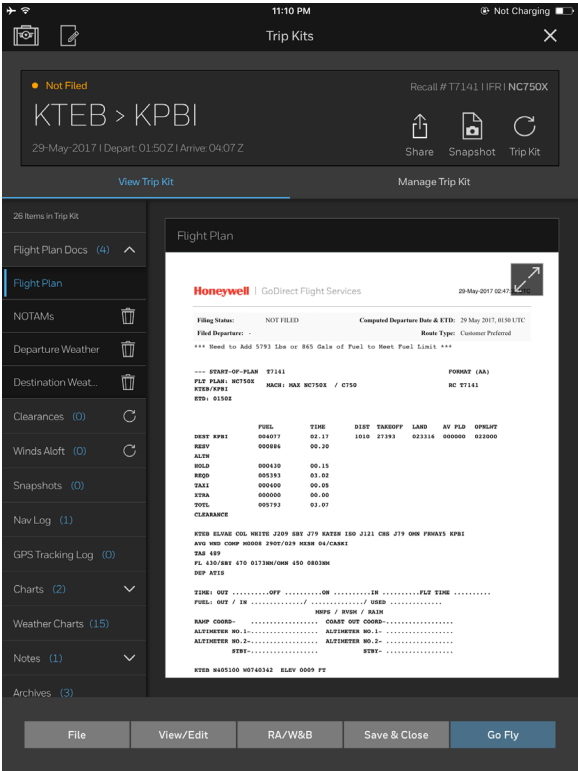 11:10 PM
Not Charging
Trip Kits
Not Filed
Recall # T7141 I IFR I NC750X
KTEB > KPBI
29-May-2017 I Depart: 01:50 Z I Arrive: 04:07 Z
Share Snapshot Trip Kit
View Trip Kit Manage Trip Kit
26 Items in Trip Kit
Flight Plan Docs (4)
Flight Plan
NOTAMs
Departure Weather
Destination Weat...
Clearances (0)
Winds Aloft (0)
Snapshots (0)
Nav Log (1)
GPS Tracking Log (0)
Charts (2)
Weather Charts (15)
Notes (1)
Archives (3)
Flight Plan
Honeywell | GoDirect Flight Services 29-May-2017 02:47
Filing Status: NOT FILED Computed Departure Date & ETD: 29 May 2017, 0150 UTC
Filed Departure: - Route Type: Customer Preferred
*** Need to Add 5793 Lbs or 865 Gals of Fuel to Meet Fuel Limit ***
--- START-OF-PLAN T7141 FORMAT (AA)
FLT PLAN: NC750X MACH: MAX NC750X / C750 RC T7141
KTEB/KPBI
ETD: 0150Z
FUEL TIME DIST TAKEOFF LAND AV PLD OPNLWT
DEST KPBI 004077 02.17 1010 27393 023316 000000 022000
RESV 000886 00.30
ALTN
HOLD 000430 00.15
REQD 005393 03.02
TAXI 000400 00.05
XTRA 000000 00.00
TOTL 005793 03.07
CLEARANCE
KTEB ELVAE COL WHITE J209 SBY J79 KATZN ISO J121 CHS J79 OMN FRWAY5 KPBI
AVG WND COMP M0008 290T/029 MXSH 04/CASKI
TAS 489
FL 430/SBY 470 0173NM/OMN 450 0803NM
DEP ATIS
TIME: OUT ..........OFF ..........ON ..........IN ..........FLT TIME ..........
FUEL: OUT / IN ............./ ............./ USED ..............
MNPS / RVSM / RAIM
RAMP COORD- .................. COAST OUT COORD-..................
ALTIMETER NO.1-.................. ALTIMETER NO.1- ..................
ALTIMETER NO.2-.................. ALTIMETER NO.2- ..................
STBY-.................. STBY- ..................
KTEB N405100 W0740342 ELEV 0009 FT
File View/Edit RA/W&B Save & Close Go Fly